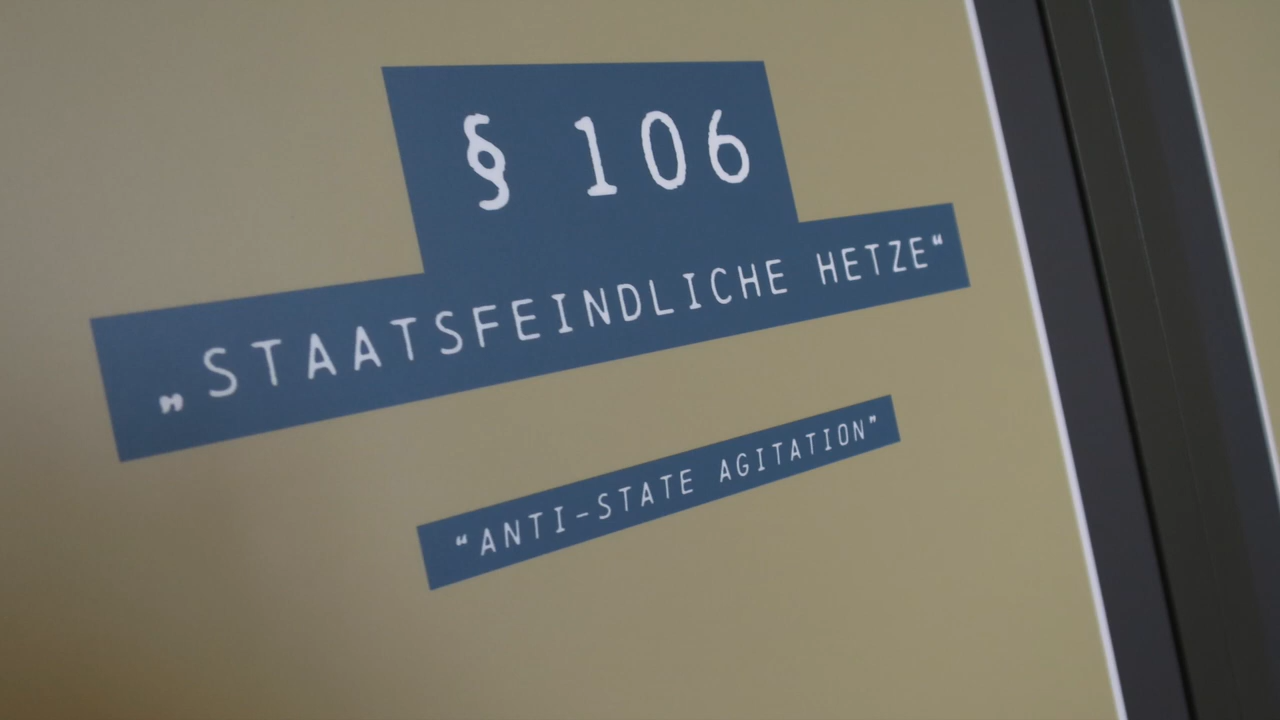 § 106
„STAATSFEINDLICHE HETZE“
“ANTI-STATE AGITATION”